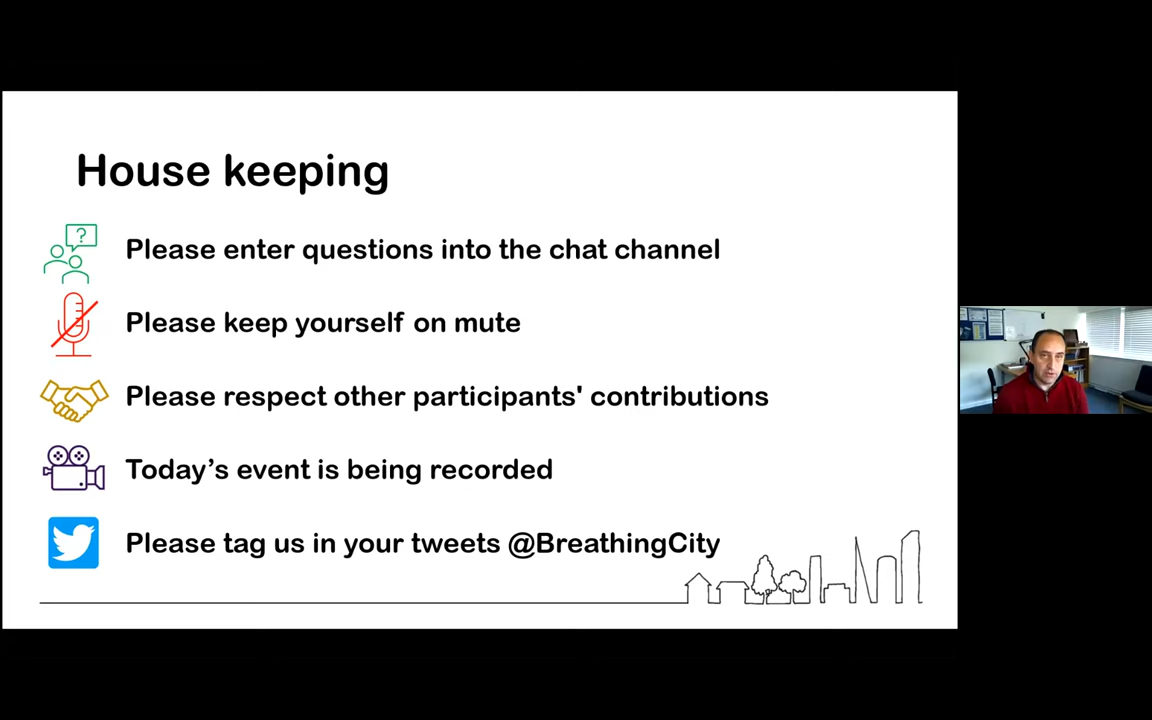 House keeping
?
Please enter questions into the chat channel
Please keep yourself on mute
Please respect other participants' contributions
Today’s event is being recorded
Please tag us in your tweets @BreathingCity